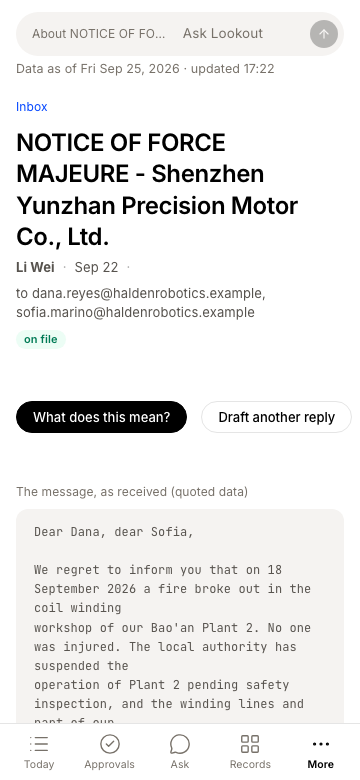 About NOTICE OF FO... Ask Lookout
Data as of Fri Sep 25, 2026 · updated 17:22
Inbox
NOTICE OF FORCE
MAJEURE - Shenzhen
Yunzhan Precision Motor
Co., Ltd.
Li Wei · Sep 22 ·
to dana.reyes@haldenrobotics.example,
sofia.marino@haldenrobotics.example
on file
What does this mean? Draft another reply
The message, as received (quoted data)
Dear Dana, dear Sofia,
We regret to inform you that on 18
September 2026 a fire broke out in the
coil winding
workshop of our Bao'an Plant 2. No one
was injured. The local authority has
suspended the
operation of Plant 2 pending safety
inspection, and the winding lines and
part of our
Today Approvals Ask Records More